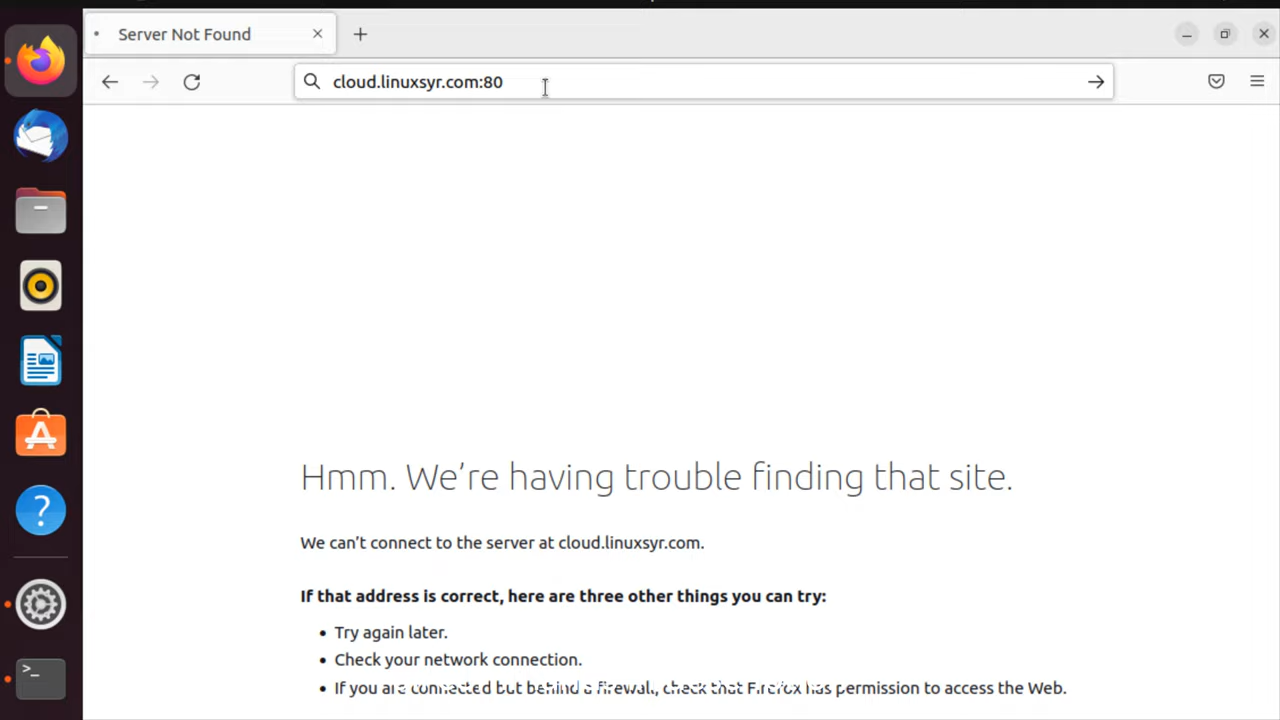 Server Not Found
cloud.linuxsyr.com:80
Hmm. We're having trouble finding that site.
We can't connect to the server at cloud.linuxsyr.com.
If that address is correct, here are three other things you can try:
Try again later.
Check your network connection.
If you are connected but behind a firewall, check that Firefox has permission to access the Web.